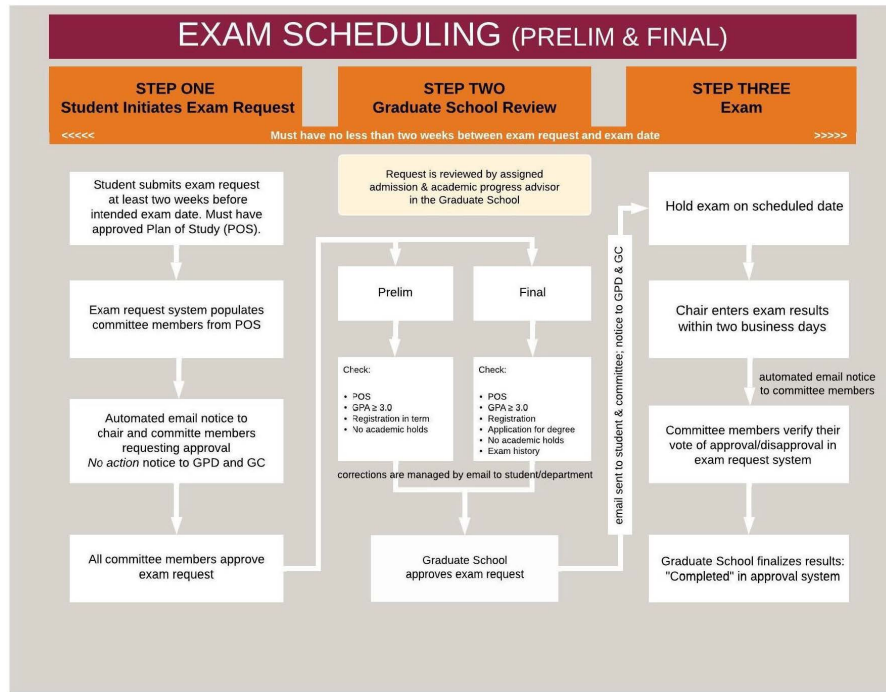 EXAM SCHEDULING (PRELIM & FINAL)
STEP ONE
Student Initiates Exam Request
STEP TWO
Graduate School Review
STEP THREE
Exam
<<<<< Must have no less than two weeks between exam request and exam date >>>>>
Student submits exam request
at least two weeks before
intended exam date. Must have
approved Plan of Study (POS).
Exam request system populates
committee members from POS
Automated email notice to
chair and committe members
requesting approval
No action notice to GPD and GC
All committee members approve
exam request
Request is reviewed by assigned
admission & academic progress advisor
in the Graduate School
Prelim
Check:
• POS
• GPA ≥ 3.0
• Registration in term
• No academic holds
Final
Check:
• POS
• GPA ≥ 3.0
• Registration
• Application for degree
• No academic holds
• Exam history
corrections are managed by email to student/department
Graduate School
approves exam request
email sent to student & committee; notice to GPD & GC
Hold exam on scheduled date
Chair enters exam results
within two business days
automated email notice
to committee members
Committee members verify their
vote of approval/disapproval in
exam request system
Graduate School finalizes results:
"Completed" in approval system